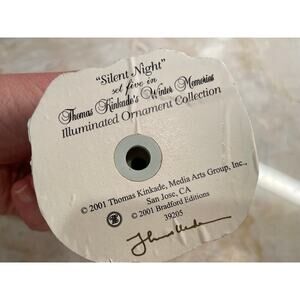 "Silent Night"
set five in
Thomas Kinkade's Winter Memories
Illuminated Ornament Collection
© 2001 Thomas Kinkade, Media Arts Group, Inc.,
San Jose, CA
© 2001 Bradford Editions
39205